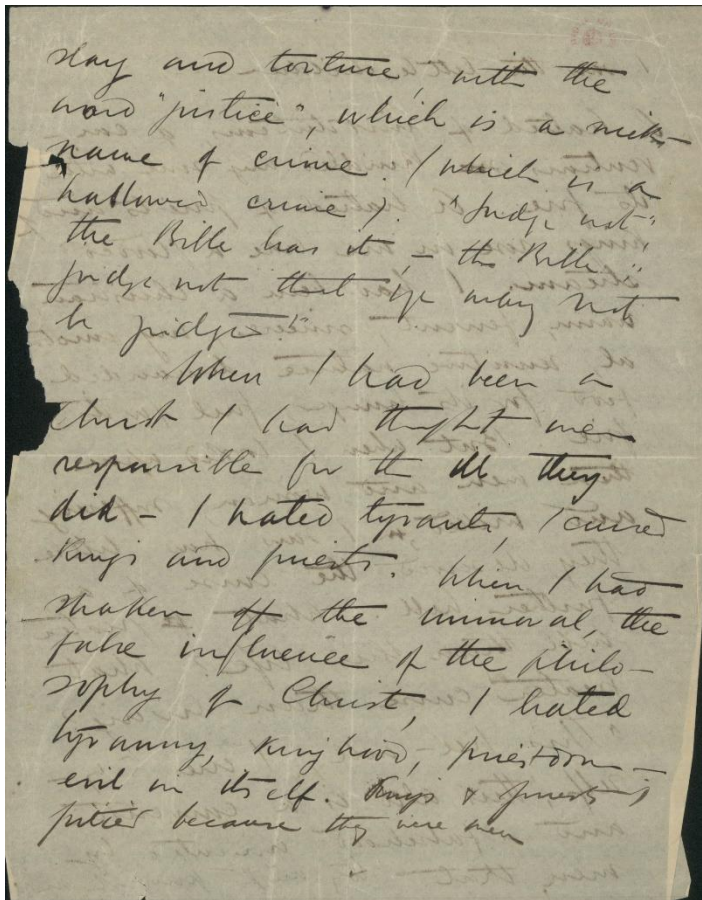 slay and torture, with the
word "justice", which is a nick-
name of crime (which is a
hallowed crime). "Judge not"
the Bible has it, — the Bible:
"Judge not that ye may not
be judged!"
When I had been a
Christ I had thought men
responsible for the ill they
did — I hated tyrants, I cursed
Kings and priests. When I had
shaken off the immoral, the
false influence of the philo-
sophy of Christ, I hated
tyranny, kinghood, priestdom —
evil in itself. Kings & priests I
pitied because they were men